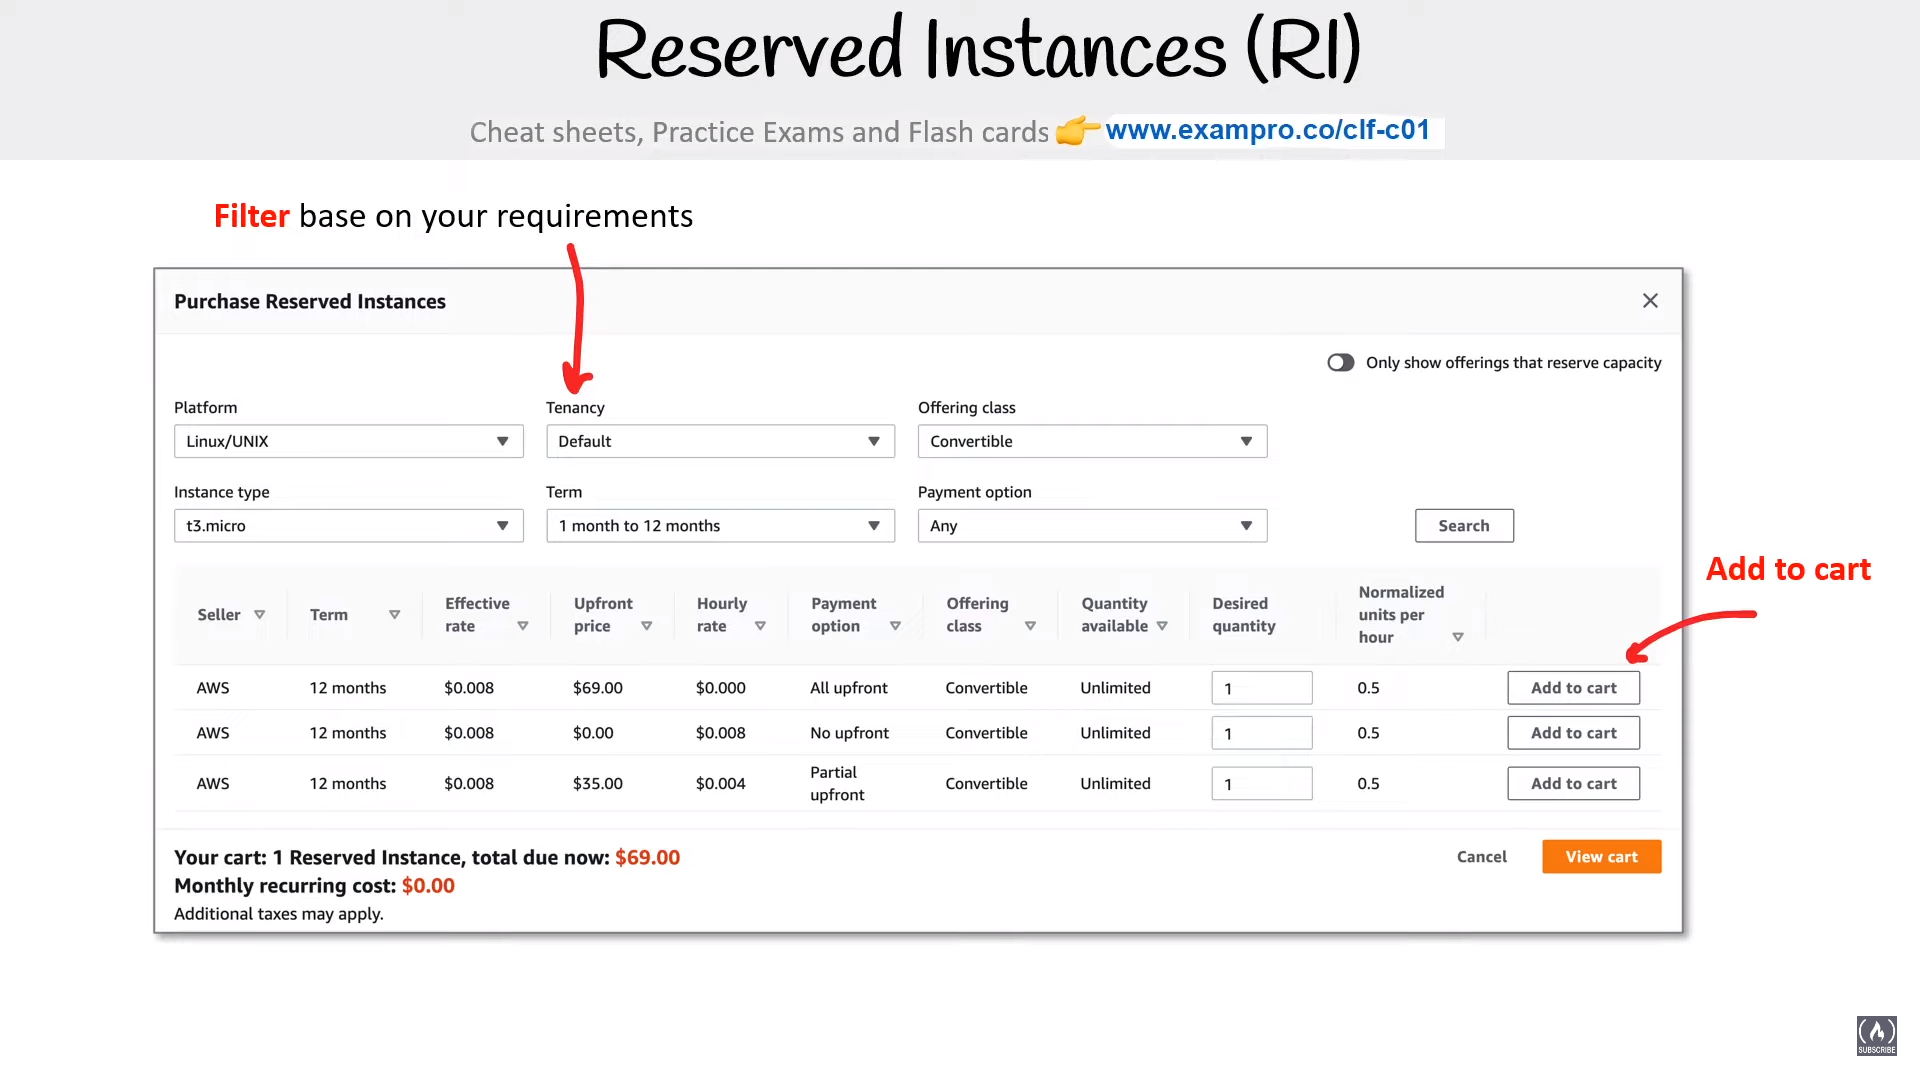 Reserved Instances (RI)
Cheat sheets, Practice Exams and Flash cards 👉 www.exampro.co/clf-c01
Filter base on your requirements
Purchase Reserved Instances
Only show offerings that reserve capacity
Platform Tenancy Offering class
Linux/UNIX Default Convertible
Instance type Term Payment option
t3.micro 1 month to 12 months Any Search
Add to cart
Seller Term Effective rate Upfront price Hourly rate Payment option Offering class Quantity available Desired quantity Normalized units per hour
AWS 12 months $0.008 $69.00 $0.000 All upfront Convertible Unlimited 1 0.5 Add to cart
AWS 12 months $0.008 $0.00 $0.008 No upfront Convertible Unlimited 1 0.5 Add to cart
AWS 12 months $0.008 $35.00 $0.004 Partial upfront Convertible Unlimited 1 0.5 Add to cart
Your cart: 1 Reserved Instance, total due now: $69.00
Monthly recurring cost: $0.00
Additional taxes may apply.
Cancel View cart
SUBSCRIBE